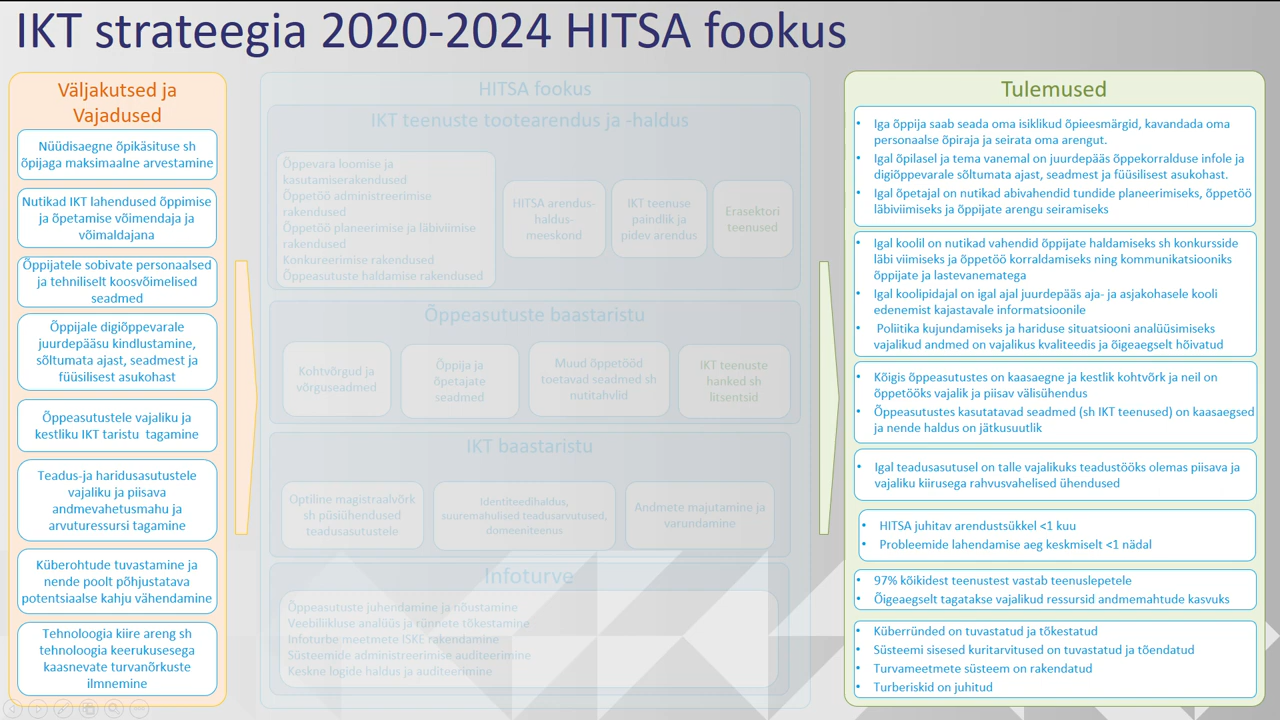 IKT strateegia 2020-2024 HITSA fookus
Väljakutsed ja
Vajadused
Nüüdisaegne õpikäsituse sh
õpijaga maksimaalne arvestamine
Nutikad IKT lahendused õppimise
ja õpetamise võimendaja ja
võimaldajana
Õppijatele sobivate personaalsed
ja tehniliselt koosvõimelised
seadmed
Õppijale digiõppevarale
juurdepääsu kindlustamine,
sõltumata ajast, seadmest ja
füüsilisest asukohast
Õppeasutustele vajaliku ja
kestliku IKT taristu tagamine
Teadus-ja haridusasutustele
vajaliku ja piisava
andmevahetusmahu ja
arvuturessursi tagamine
Küberohtude tuvastamine ja
nende poolt põhjustatava
potentsiaalse kahju vähendamine
Tehnoloogia kiire areng sh
tehnoloogia keerukusesega
kaasnevate turvanõrkuste
ilmnemine
HITSA fookus
IKT teenuste tootearendus ja -haldus
Õppevara loomise ja
kasutamiserakendused
Õppetöö administreerimise
rakendused
Õppetöo planeerimise ja läbiviimise
rakendused
Konkureerimise rakendused
Õppeasutuste haldamise rakendused
HITSA arendus-
haldus-
meeskond
IKT teenuse
paindlik ja
pidev arendus
Erasektori
teenused
Õppeasutuste baastaristu
Kohtvõrgud ja
võrguseadmed
Õppija ja
õpetajate
seadmed
Muud õppetööd
toetavad seadmed sh
nutitahvlid
IKT teenuste
hanked sh
litsentsid
IKT baastaristu
Optiline magistraalvõrk
sh püsiühendused
teadusasutustele
Identiteedihaldus,
suuremahulised teadusarvutused,
domeeniteenus
Andmete majutamine ja
varundamine
Infoturve
Õppeasutuste juhendamine ja nõustamine
Veebiliikluse analüüs ja rünnete tõkestamine
Infoturbe meetmete ISKE rakendamine
Süsteemide administreerimise auditeerimine
Keskne logide haldus ja auditeerimine
Tulemused
• Iga õppija saab seada oma isiklikud õpieesmärgid, kavandada oma
personaalse õpiraja ja seirata oma arengut.
• Igal õpilasel ja tema vanemal on juurdepääs õppekorralduse infole ja
digiõppevarale sõltumata ajast, seadmest ja füüsilisest asukohast.
• Igal õpetajal on nutikad abivahendid tundide planeerimiseks, õppetöö
läbiviimiseks ja õppijate arengu seiramiseks
• Igal koolil on nutikad vahendid õppijate haldamiseks sh konkursside
läbi viimiseks ja õppetöö korraldamiseks ning kommunikatsiooniks
õppijate ja lastevanematega
• Igal koolipidajal on igal ajal juurdepääs aja- ja asjakohasele kooli
edenemist kajastavale informatsioonile
• Poliitika kujundamiseks ja hariduse situatsiooni analüüsimiseks
vajalikud andmed on vajalikus kvaliteedis ja õigeaegselt hõivatud
• Kõigis õppeasutustes on kaasaegne ja kestlik kohtvõrk ja neil on
õppetööks vajalik ja piisav välisühendus
• Õppeasutustes kasutatavad seadmed (sh IKT teenused) on kaasaegsed
ja nende haldus on jätkusuutlik
• Igal teadusasutusel on talle vajalikuks teadustööks olemas piisava ja
vajaliku kiirusega rahvusvahelised ühendused
• HITSA juhitav arendustsükkel <1 kuu
• Probleemide lahendamise aeg keskmiselt <1 nädal
• 97% kõikidest teenustest vastab teenuslepetele
• Õigeaegselt tagatakse vajalikud ressursid andmemahtude kasvuks
• Küberründed on tuvastatud ja tõkestatud
• Süsteemi sisesed kuritarvitused on tuvastatud ja tõendatud
• Turvameetmete süsteem on rakendatud
• Turberiskid on juhitud